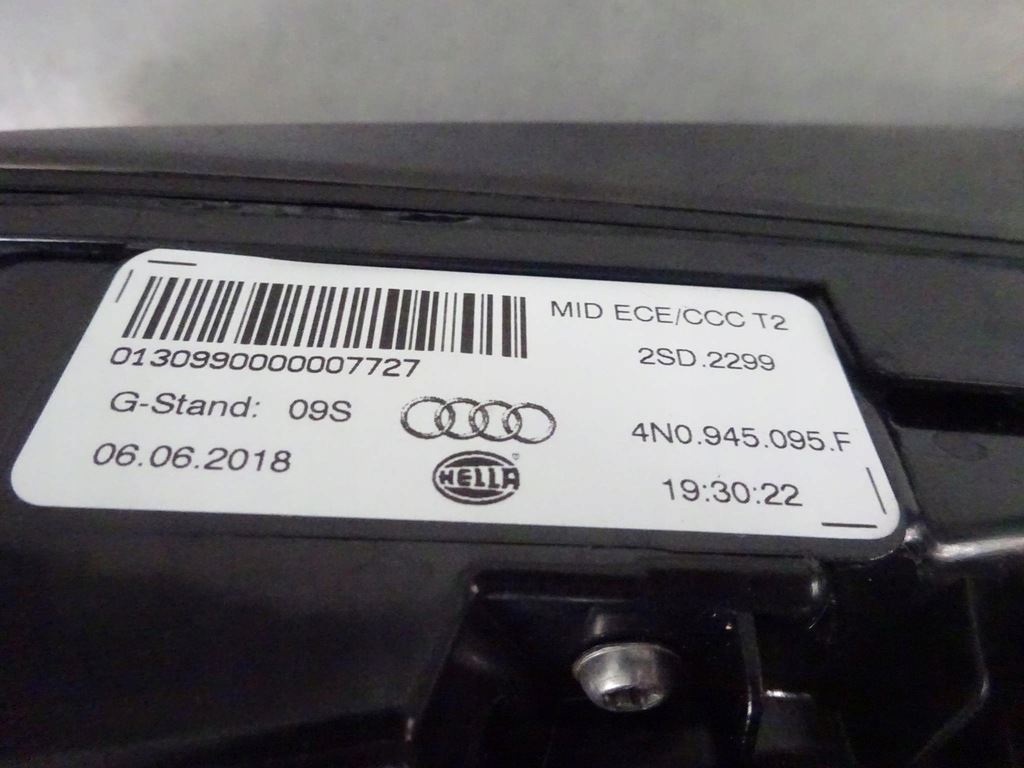 MID ECE/CCC T2
0130990000007727
2SD.2299
G-Stand: 09S
4N0.945.095.F
06.06.2018
HELLA
®
19:30:22